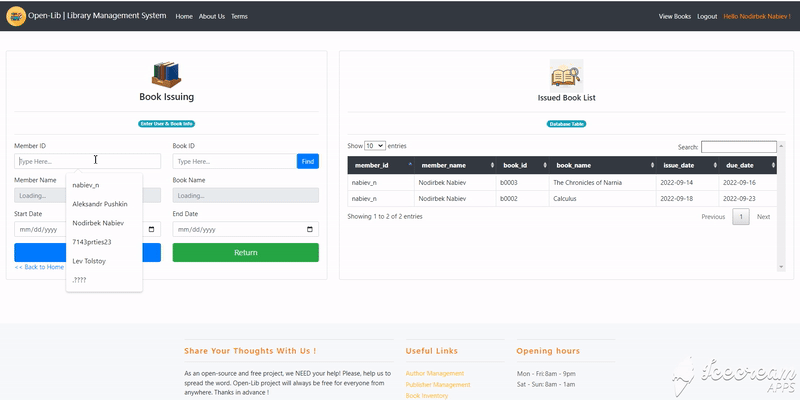 Open-Lib | Library Management System Home About Us Terms View Books Logout Hello Nodirbek Nabiev !
Book Issuing
Enter User & Book Info
Member ID Book ID
Type Here... Type Here... Find
Member Name Book Name
Loading... Loading...
Start Date End Date
mm/dd/yyyy mm/dd/yyyy
Return
<< Back to Home
nabiev_n
Aleksandr Pushkin
Nodirbek Nabiev
7143prties23
Lev Tolstoy
.????
Issued Book List
Database Table
Show 10 entries Search:
member_id member_name book_id book_name issue_date due_date
nabiev_n Nodirbek Nabiev b0003 The Chronicles of Narnia 2022-09-14 2022-09-16
nabiev_n Nodirbek Nabiev b0002 Calculus 2022-09-18 2022-09-23
Showing 1 to 2 of 2 entries Previous 1 Next
Share Your Thoughts With Us !
As an open-source and free project, we NEED your help! Please, help us to
spread the word. Open-Lib project will always be free for everyone from
anywhere. Thanks in advance !
Useful Links
Author Management
Publisher Management
Book Inventory
Opening hours
Mon - Fri: 8am - 9pm
Sat - Sun: 8am - 1am
Icecream
APPS